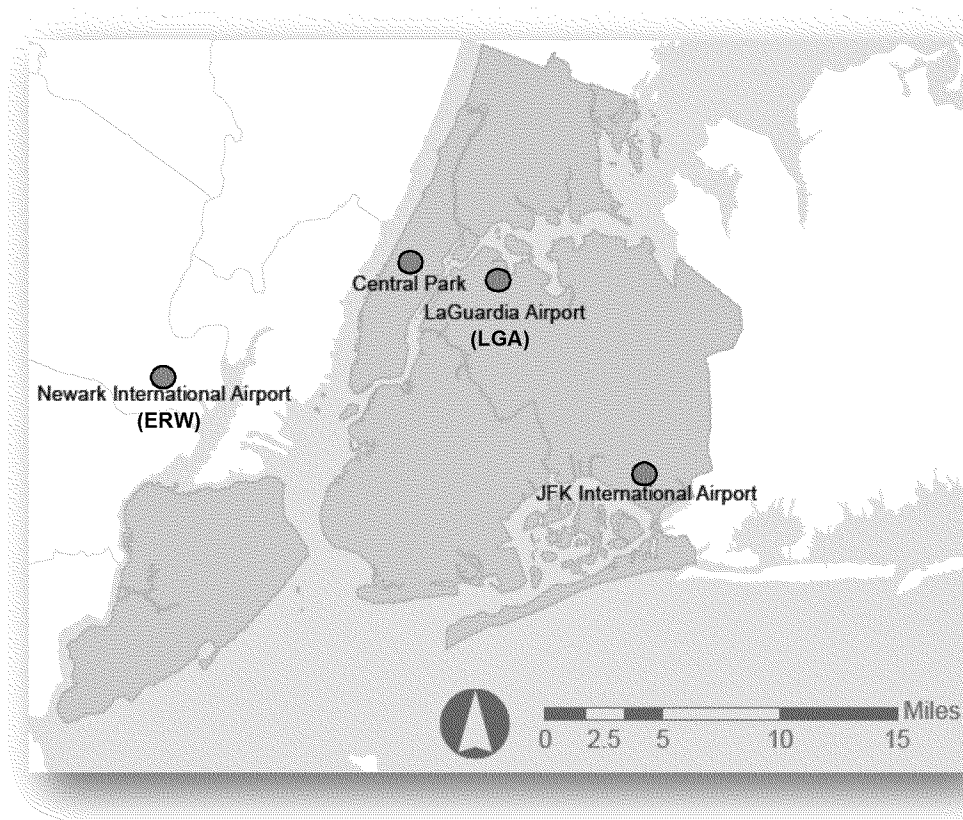 Central Park
LaGuardia Airport
(LGA)
Newark International Airport
(ERW)
JFK International Airport
Miles
0 2.5 5 10 15